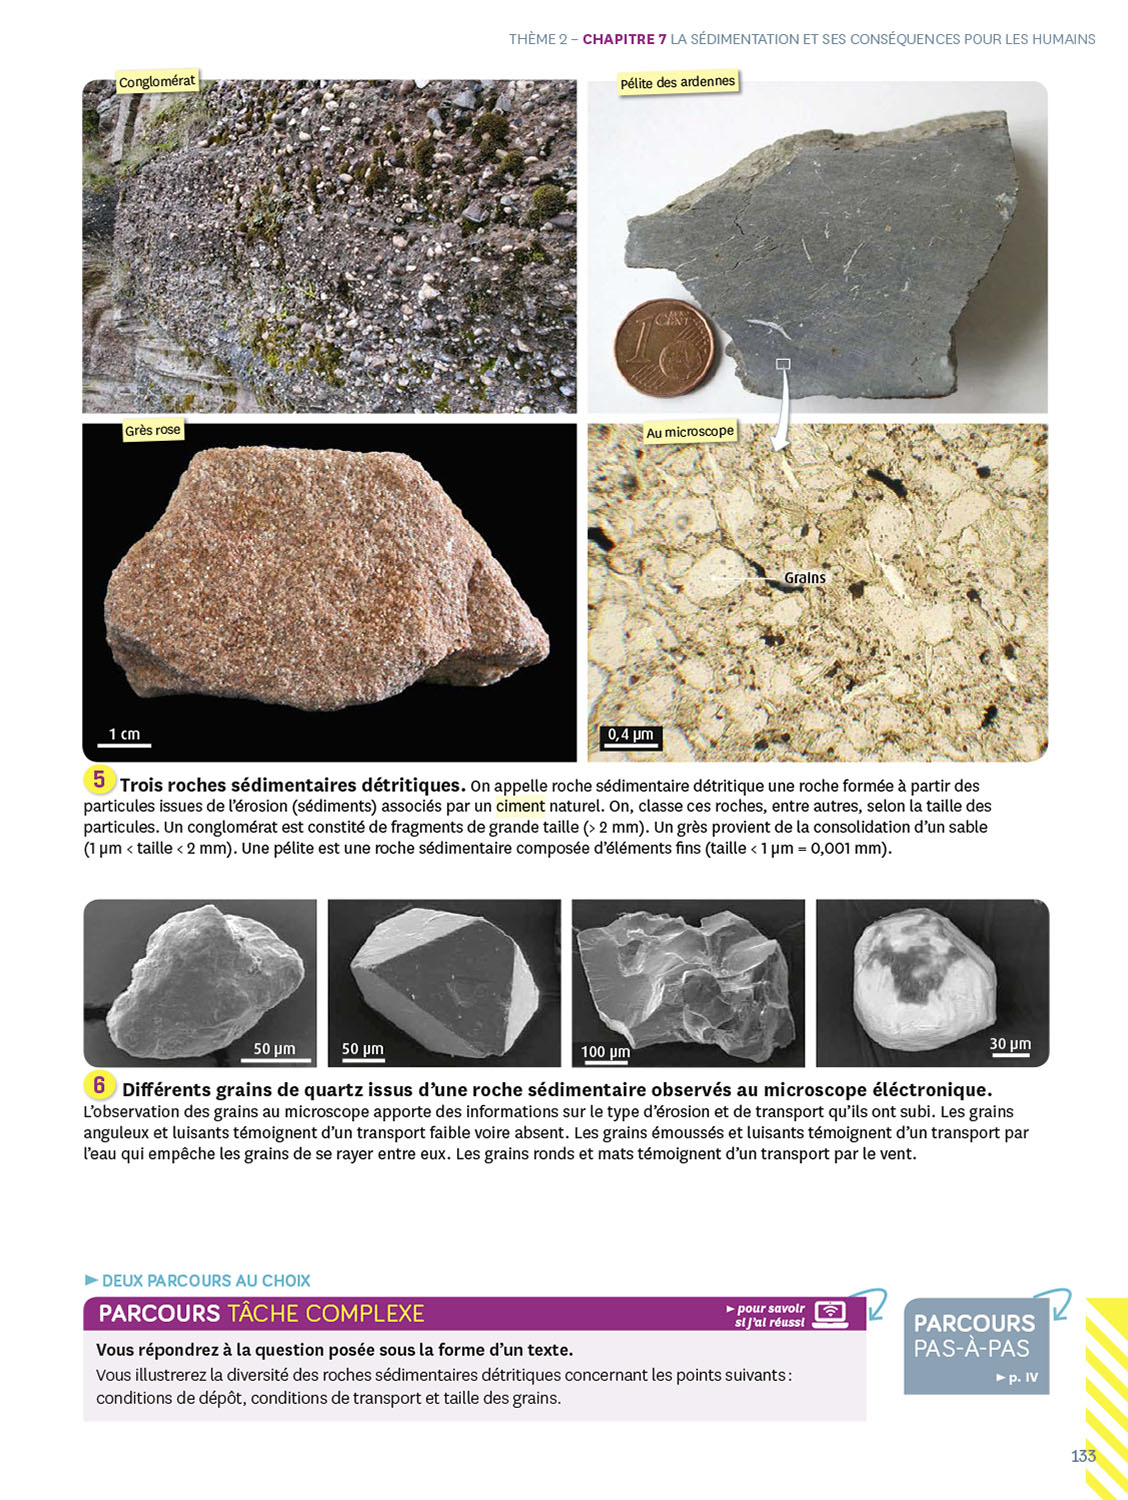 THÈME 2 – CHAPITRE 7 LA SÉDIMENTATION ET SES CONSÉQUENCES POUR LES HUMAINS
Conglomérat
Pélite des ardennes
1
CENT
Grès rose
Au microscope
Grains
1 cm
0,4 µm
5 Trois roches sédimentaires détritiques. On appelle roche sédimentaire détritique une roche formée à partir des
particules issues de l'érosion (sédiments) associés par un ciment naturel. On, classe ces roches, entre autres, selon la taille des
particules. Un conglomérat est constité de fragments de grande taille (> 2 mm). Un grès provient de la consolidation d'un sable
(1 µm < taille < 2 mm). Une pélite est une roche sédimentaire composée d'éléments fins (taille < 1 µm = 0,001 mm).
50 µm
50 µm
100 µm
30 µm
6 Différents grains de quartz issus d'une roche sédimentaire observés au microscope éléctronique.
L'observation des grains au microscope apporte des informations sur le type d'érosion et de transport qu'ils ont subi. Les grains
anguleux et luisants témoignent d'un transport faible voire absent. Les grains émoussés et luisants témoignent d'un transport par
l'eau qui empêche les grains de se rayer entre eux. Les grains ronds et mats témoignent d'un transport par le vent.
► DEUX PARCOURS AU CHOIX
PARCOURS TÂCHE COMPLEXE
► pour savoir
si j'ai réussi
Vous répondrez à la question posée sous la forme d'un texte.
Vous illustrerez la diversité des roches sédimentaires détritiques concernant les points suivants :
conditions de dépôt, conditions de transport et taille des grains.
PARCOURS
PAS-À-PAS
► p. IV
133